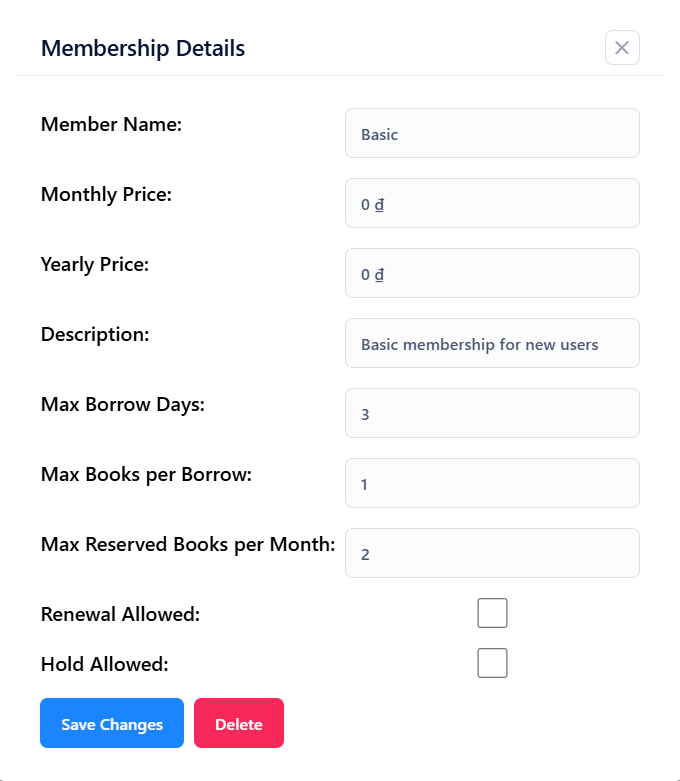 Membership Details
Member Name:
Basic
Monthly Price:
0 ₫
Yearly Price:
0 ₫
Description:
Basic membership for new users
Max Borrow Days:
3
Max Books per Borrow:
1
Max Reserved Books per Month:
2
Renewal Allowed:
Hold Allowed:
Save Changes
Delete